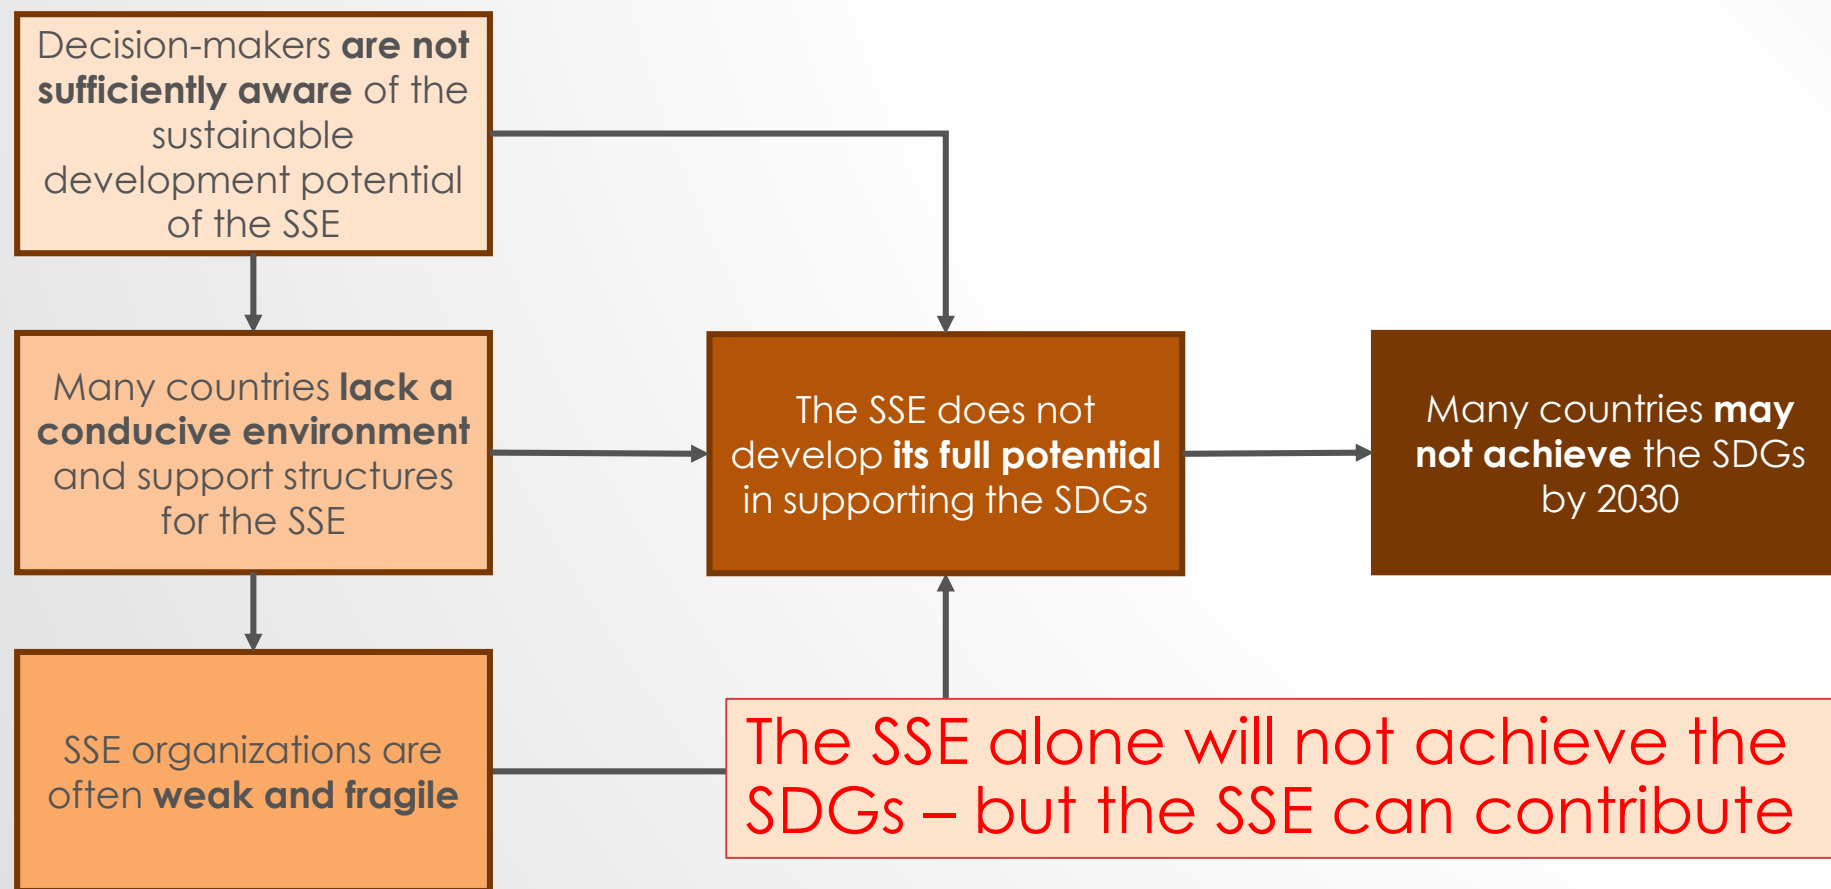 Decision-makers are not
sufficiently aware of the
sustainable
development potential
of the SSE
Many countries lack a
conducive environment
and support structures
for the SSE
SSE organizations are
often weak and fragile
The SSE does not
develop its full potential
in supporting the SDGs
Many countries may
not achieve the SDGs
by 2030
The SSE alone will not achieve the
SDGs – but the SSE can contribute